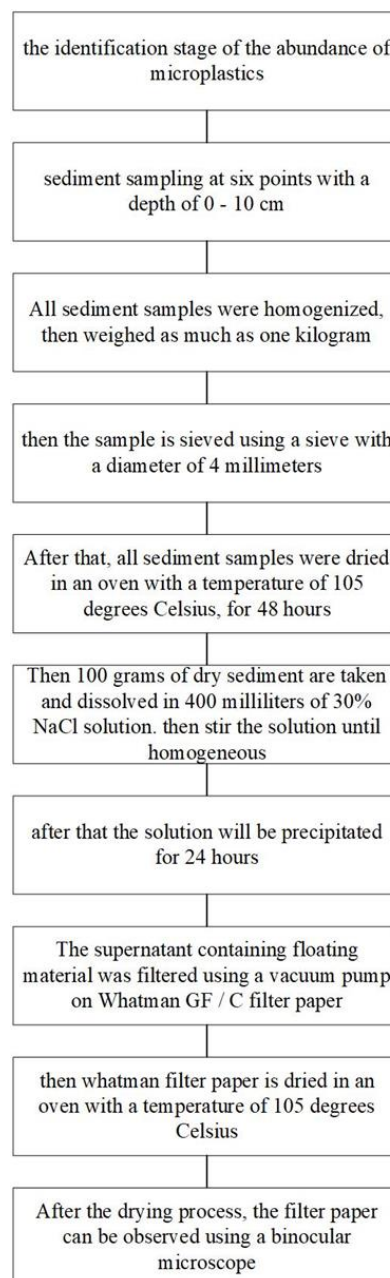 the identification stage of the abundance of
microplastics
sediment sampling at six points with a
depth of 0 - 10 cm
All sediment samples were homogenized,
then weighed as much as one kilogram
then the sample is sieved using a sieve with
a diameter of 4 millimeters
After that, all sediment samples were dried
in an oven with a temperature of 105
degrees Celsius, for 48 hours
Then 100 grams of dry sediment are taken
and dissolved in 400 milliliters of 30%
NaCl solution. then stir the solution until
homogeneous
after that the solution will be precipitated
for 24 hours
The supernatant containing floating
material was filtered using a vacuum pump
on Whatman GF / C filter paper
then whatman filter paper is dried in an
oven with a temperature of 105 degrees
Celsius
After the drying process, the filter paper
can be observed using a binocular
microscope